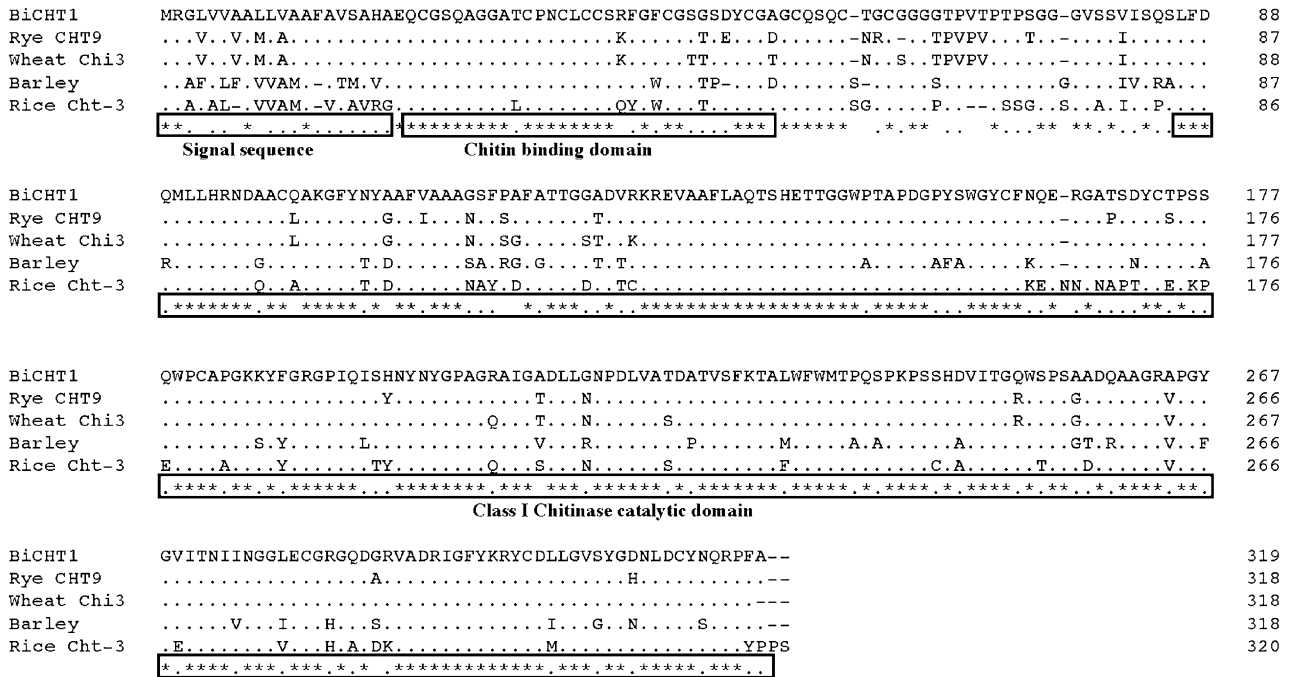 BiCHT1 MRGLVVAALLVAAFAVSAHAEQCGSQAGGATCPNCLCCSRFGFCGSGSDYCGAGCQSQC-TGCGGGGTPVTPTPSGG-GVSSVISQSLFD 88
Rye CHT9 ...V..V.M.A.............................K......T.E...D......-NR...-.TPVPV...T..-....I....... 87
Wheat Chi3 ...V..V.M.A.............................K.....TT.....T......-N..S.-.TPVPV......-....I....... 88
Barley ..AF.LF.VVAM.-.TM.V.......................W...TP-...D......S-......S..........G....IV.RA.... 87
Rice Cht-3 ..A.AL-.VVAM..-V.AVRG..........L........QY.W...T...........SG.....P..--.SSG..S..A.I..P..... 86
**.. .. * ..*....... *********.********.*..*.**....*** ****** .*.** .. ** ** **.*..*..***
Signal sequence
Chitin binding domain
BiCHT1 QMLLHRNDAACQAKGFYNYAAFVAAAGSFPAFATTGGADVRKREVAAFLAQTSHETTGGWPTAPDGPYSWGYCFNQE-RGATSDYCTPSS 177
Rye CHT9 ...........L.......G..I...N..S.......T..........................................-...P....S... 176
Wheat Chi3 ...........L.......G......N..SG.....ST..K.......................................-............ 177
Barley R.......G........T.D......SA.RG.G....T.T....................A.....AFA......K...-.....N.....A 176
Rice Cht-3 ........Q..A.....T.D......NAY.D.....D..TC..................................KE.NN.NAPT..E.KP 176
.*******..* .*****.*.**.***.. .***..*..*******************.*****...******..* ..* ..**.*..
BiCHT1 QWPCAPGKKYFGRGPIQISHNYNYGPAGRAIGADLLGNPDLVATDATVSFKTALWFWMTPQSPKPSSHDVITGQWSPSAADQAAGRAPGY 267
Rye CHT9 ...................Y............T...N....................................R....G.......V... 266
Wheat Chi3 ............................Q...T...N......S.............................R....G.......V... 267
Barley ........S.Y......L..............V...R........P.......M.....A.A......A.........GT.R....V..F 266
Rice Cht-3 E....A....Y.......TY........Q...S...N......S.........F............C.A......T...D......V... 266
.****.**.*.*****...********.***.***.******.*.*******.*****.*.*****..*.****.*.**..*.****.**.
Class I Chitinase catalytic domain
BiCHT1 GVITNIINGGLECGRGQDGRVADRIGFYKRYCDLLGVSYGDNLDCYNQRPFA-- 319
Rye CHT9 ..................A.....................H...........-- 318
Wheat Chi3 ...................................................--- 318
Barley ......V...I...H...S..............I...G..N.....S.....-- 318
Rice Cht-3 .E........V...H.A.DK.............M................YPPS 320
*.****.***.***.*.* *..*************.***.**.*****.***..